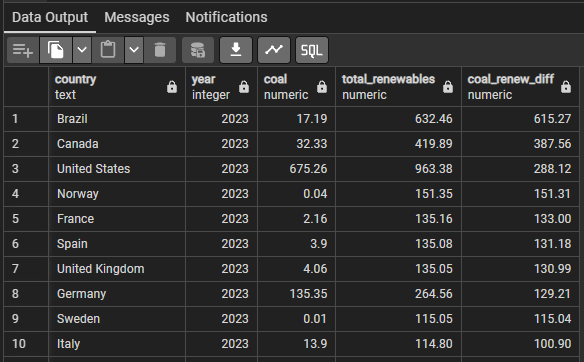 Data Output Messages Notifications
SQL
country year coal total_renewables coal_renew_diff
text integer numeric numeric numeric
1 Brazil 2023 17.19 632.46 615.27
2 Canada 2023 32.33 419.89 387.56
3 United States 2023 675.26 963.38 288.12
4 Norway 2023 0.04 151.35 151.31
5 France 2023 2.16 135.16 133.00
6 Spain 2023 3.9 135.08 131.18
7 United Kingdom 2023 4.06 135.05 130.99
8 Germany 2023 135.35 264.56 129.21
9 Sweden 2023 0.01 115.05 115.04
10 Italy 2023 13.9 114.80 100.90